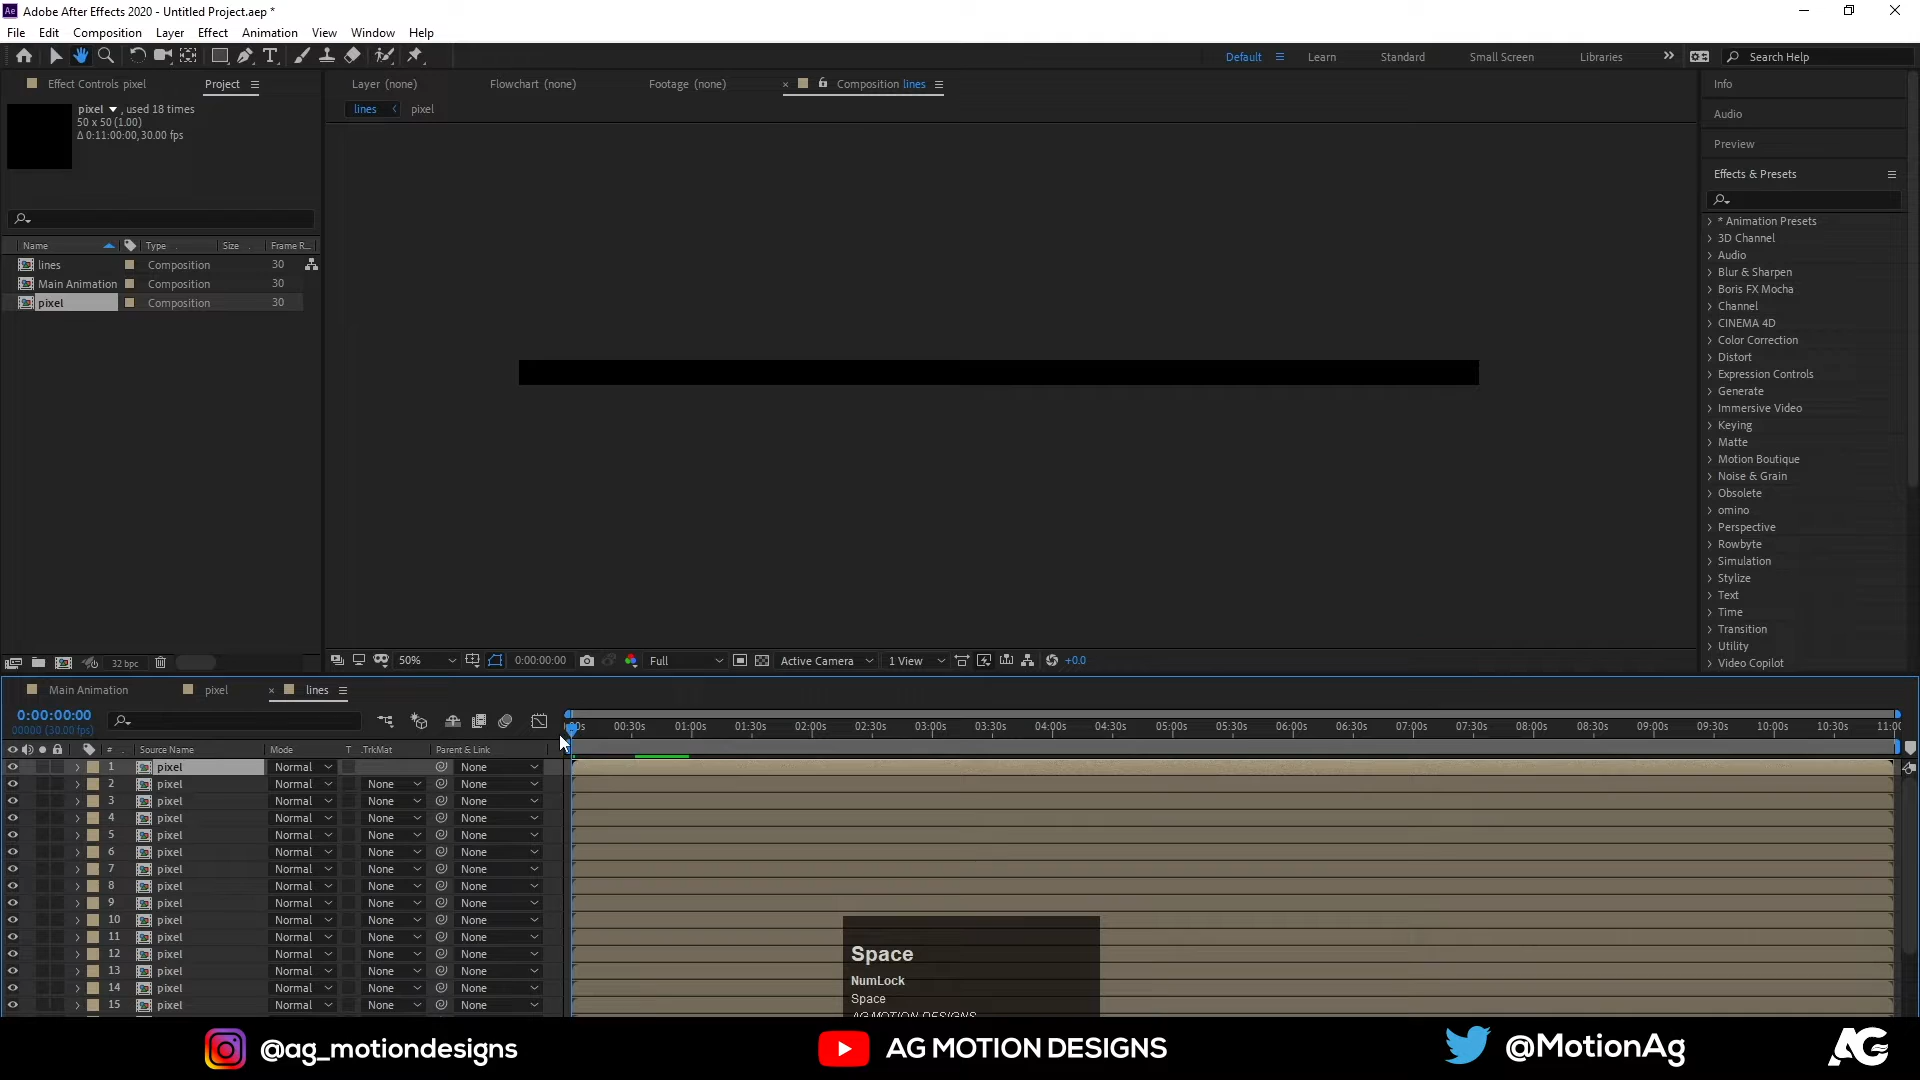 Ae Adobe After Effects 2020 - Untitled Project.aep *
File Edit Composition Layer Effect Animation View Window Help
Default Learn Standard Small Screen Libraries Search Help
Effect Controls pixel Project
pixel , used 18 times
50 x 50 (1.00)
Δ 0:11:00:00, 30.00 fps
Name Type Size Frame R...
lines Composition 30
Main Animation Composition 30
pixel Composition 30
32 bpc
Layer (none) Flowchart (none) Footage (none) Composition lines
lines pixel
50% 0:00:00:00 Full Active Camera 1 View +0.0
Info
Audio
Preview
Effects & Presets
* Animation Presets
3D Channel
Audio
Blur & Sharpen
Boris FX Mocha
Channel
CINEMA 4D
Color Correction
Distort
Expression Controls
Generate
Immersive Video
Keying
Matte
Motion Boutique
Noise & Grain
Obsolete
omino
Perspective
Rowbyte
Simulation
Stylize
Text
Time
Transition
Utility
Video Copilot
Main Animation pixel lines
0:00:00:00
00000 (30.00 fps)
00:30s 01:00s 01:30s 02:00s 02:30s 03:00s 03:30s 04:00s 04:30s 05:00s 05:30s 06:00s 06:30s 07:00s 07:30s 08:00s 08:30s 09:00s 09:30s 10:00s 10:30s
# Source Name Mode T .TrkMat Parent & Link
1 pixel Normal None
2 pixel Normal None None
3 pixel Normal None None
4 pixel Normal None None
5 pixel Normal None None
6 pixel Normal None None
7 pixel Normal None None
8 pixel Normal None None
9 pixel Normal None None
10 pixel Normal None None
11 pixel Normal None None
12 pixel Normal None None
13 pixel Normal None None
14 pixel Normal None None
15 pixel Normal None None
Space
NumLock
Space
AG MOTION DESIGNS
@ag_motiondesigns AG MOTION DESIGNS @MotionAg AG